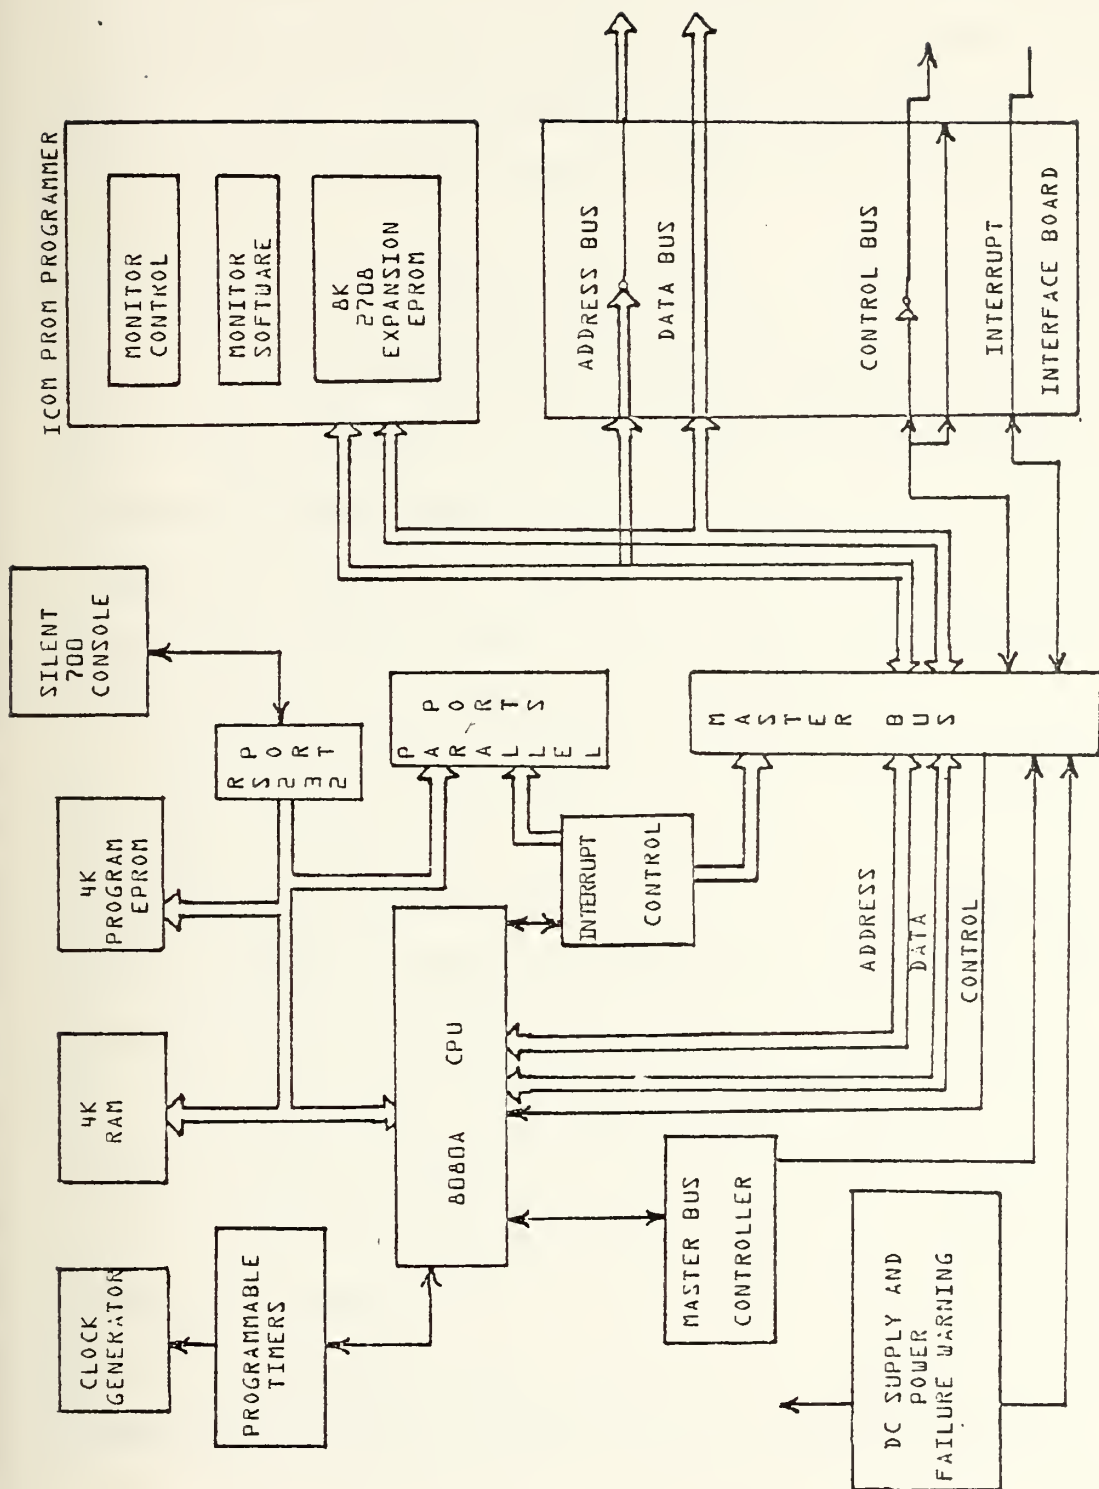 CLOCK
GENERATOR
PROGRAMMABLE
TIMERS
4K
RAM
4K
PROGRAM
EPROM
SILENT
700
CONSOLE
RS232
PORT
8080A CPU
PARALLEL
PORTS
INTERRUPT
CONTROL
MASTER BUS
CONTROLLER
DC SUPPLY AND
POWER
FAILURE WARNING
ADDRESS
DATA
CONTROL
MASTER BUS
ICOM PROM PROGRAMMER
MONITOR
CONTROL
MONITOR
SOFTWARE
8K
2708
EXPANSION
EPROM
ADDRESS BUS
DATA BUS
CONTROL BUS
INTERRUPT
INTERFACE BOARD